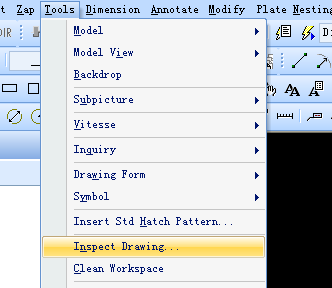 Zap Tools Dimension Annotate Modify Plate Nesting
DIR
Model
Model View
Backdrop
Subpicture
Vitesse
Inquiry
Drawing Form
Symbol
Insert Std Hatch Pattern...
Inspect Drawing...
Clean Workspace